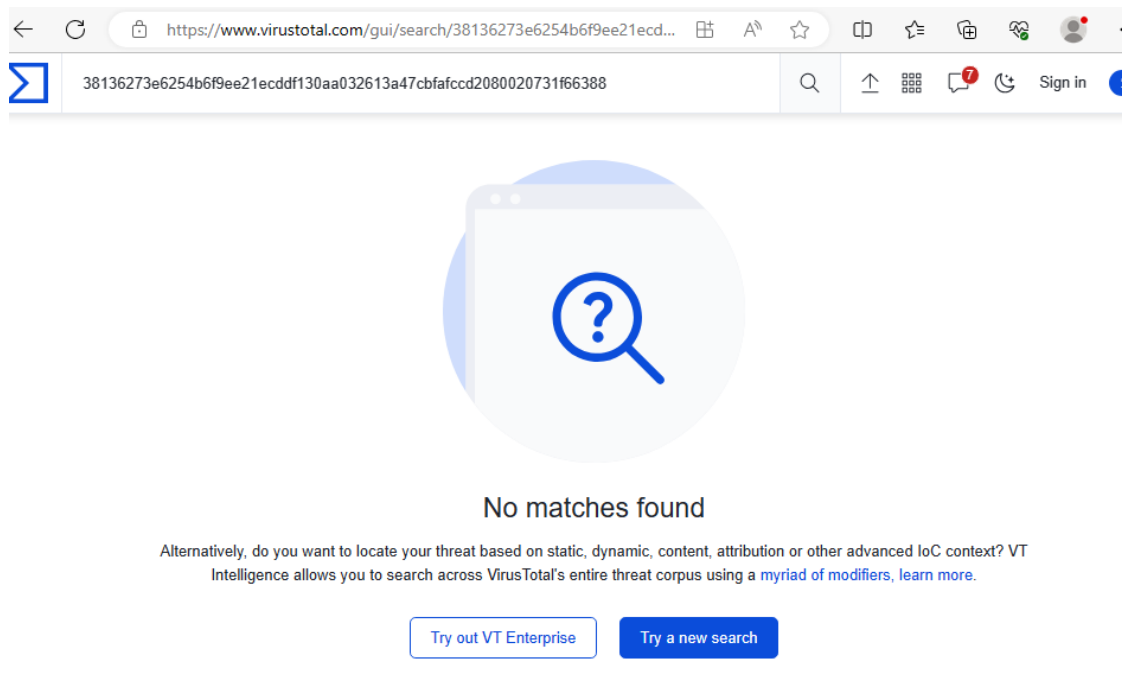 https://www.virustotal.com/gui/search/38136273e6254b6f9ee21ecd...
38136273e6254b6f9ee21ecddf130aa032613a47cbfafccd2080020731f66388
7
Sign in
No matches found
Alternatively, do you want to locate your threat based on static, dynamic, content, attribution or other advanced IoC context? VT
Intelligence allows you to search across VirusTotal's entire threat corpus using a myriad of modifiers, learn more.
Try out VT Enterprise
Try a new search